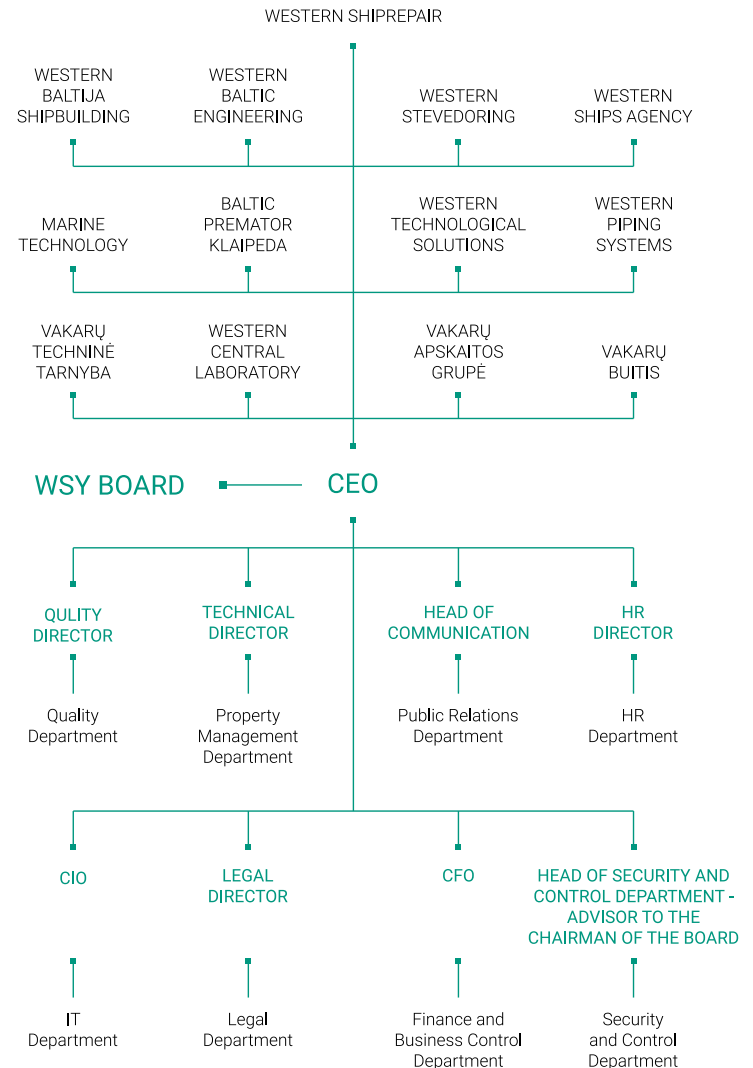 WESTERN SHIPREPAIR
WESTERN
BALTIJA
SHIPBUILDING
WESTERN
BALTIC
ENGINEERING
WESTERN
STEVEDORING
WESTERN
SHIPS AGENCY
MARINE
TECHNOLOGY
BALTIC
PREMATOR
KLAIPEDA
WESTERN
TECHNOLOGICAL
SOLUTIONS
WESTERN
PIPING
SYSTEMS
VAKARŲ
TECHNINĖ
TARNYBA
WESTERN
CENTRAL
LABORATORY
VAKARŲ
APSKAITOS
GRUPĖ
VAKARŲ
BUITIS
WSY BOARD
CEO
QULITY
DIRECTOR
TECHNICAL
DIRECTOR
HEAD OF
COMMUNICATION
HR
DIRECTOR
Quality
Department
Property
Management
Department
Public Relations
Department
HR
Department
CIO
LEGAL
DIRECTOR
CFO
HEAD OF SECURITY AND
CONTROL DEPARTMENT -
ADVISOR TO THE
CHAIRMAN OF THE BOARD
IT
Department
Legal
Department
Finance and
Business Control
Department
Security
and Control
Department